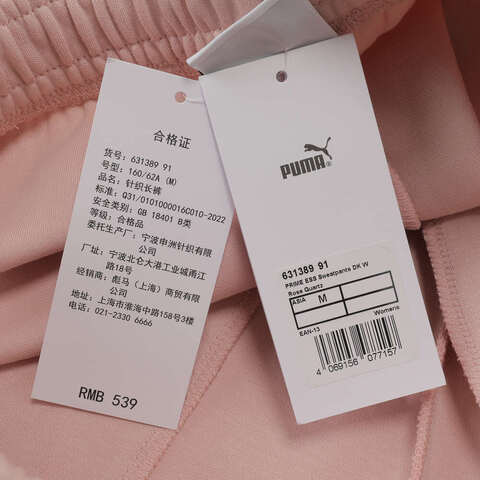 合格证
货号: 631389 91
号型: 160/62A (M)
品名: 针织长裤
标准: Q31/0101000016C010-2022
安全类别: GB 18401 B类
等级: 合格品
委托生产厂: 宁波申洲针织有限
公司
厂址: 宁波北仑大港工业城甬江
路18号
经销商: 彪马（上海）商贸有限
公司
地址: 上海市淮海中路158号3楼
电话: 021-2330 6666
RMB 539
PUMA®
631389 91
PRIME ESS Sweatpants DK W
Rose Quartz
ASIA M
Womens
EAN-13
4 069156 077157